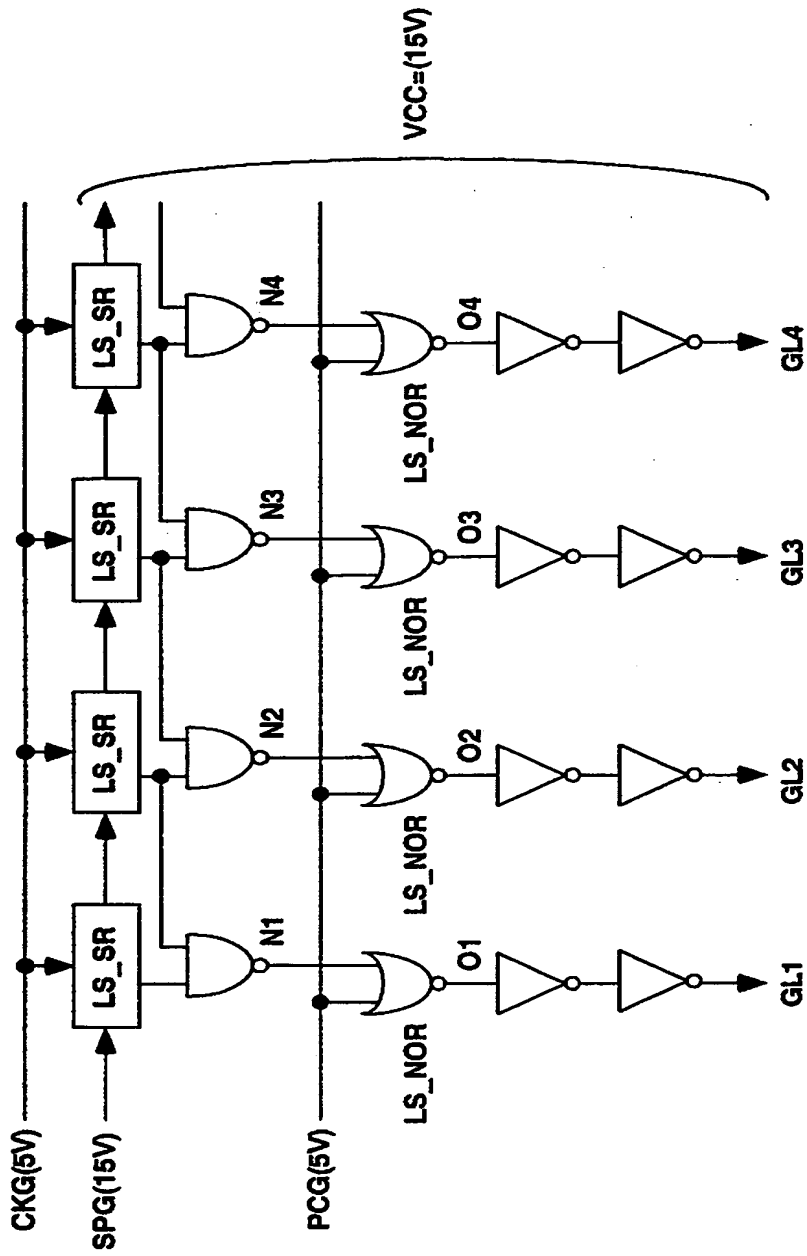 CKG(5V)
SPG(15V)
LS_SR
LS_SR
LS_SR
LS_SR
VCC=(15V)
N1
N2
N3
N4
PCG(5V)
LS_NOR
LS_NOR
LS_NOR
LS_NOR
O1
O2
O3
O4
GL1
GL2
GL3
GL4